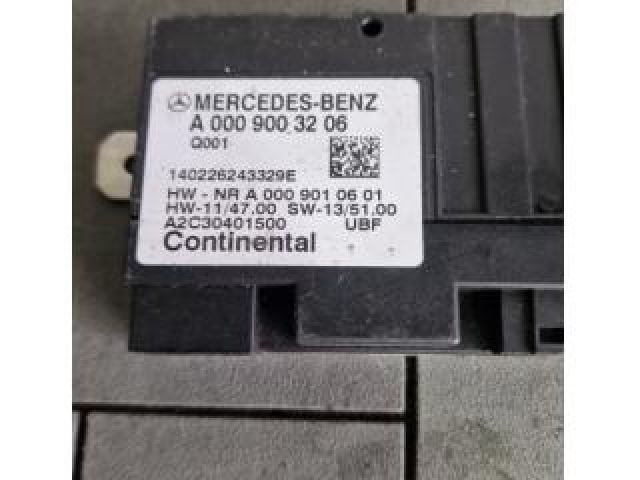 MERCEDES-BENZ
A 000 900 32 06
Q001
140226243329E
HW - NR A 000 901 06 01
HW-11/47.00 SW-13/51.00
A2C30401500 UBF
Continental